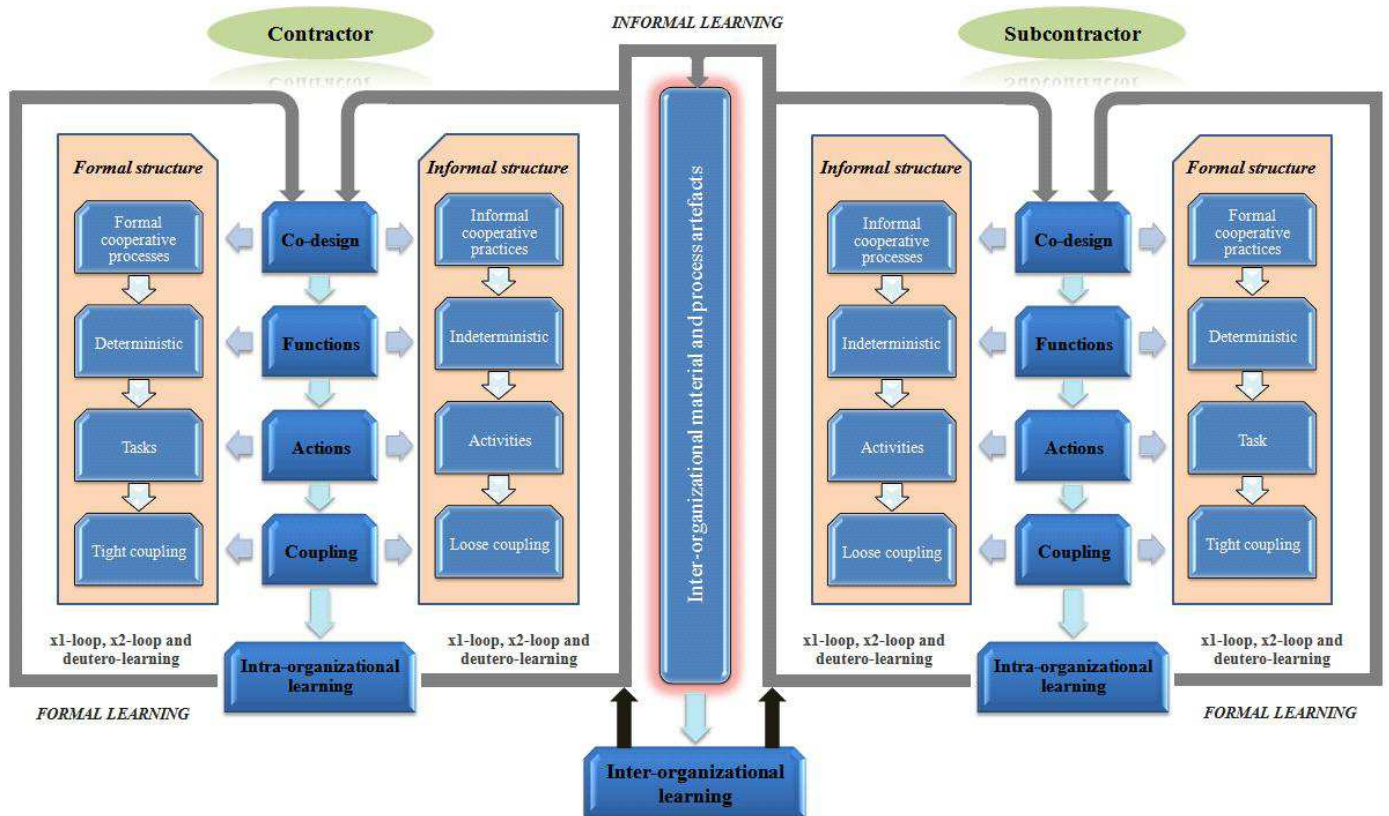 INFORMAL LEARNING
Contractor
Subcontractor
Formal structure
Formal
cooperative
processes
Deterministic
Tasks
Tight coupling
Co-design
Functions
Actions
Coupling
Informal structure
Informal
cooperative
practices
Indeterministic
Activities
Loose coupling
x1-loop, x2-loop and
deutero-learning
Intra-organizational
learning
x1-loop, x2-loop and
deutero-learning
FORMAL LEARNING
Inter-organizational material and process artefacts
Inter-organizational
learning
Informal structure
Informal
cooperative
processes
Indeterministic
Activities
Loose coupling
Co-design
Functions
Actions
Coupling
Formal structure
Formal
cooperative
practices
Deterministic
Task
Tight coupling
x1-loop, x2-loop and
deutero-learning
Intra-organizational
learning
x1-loop, x2-loop and
deutero-learning
FORMAL LEARNING